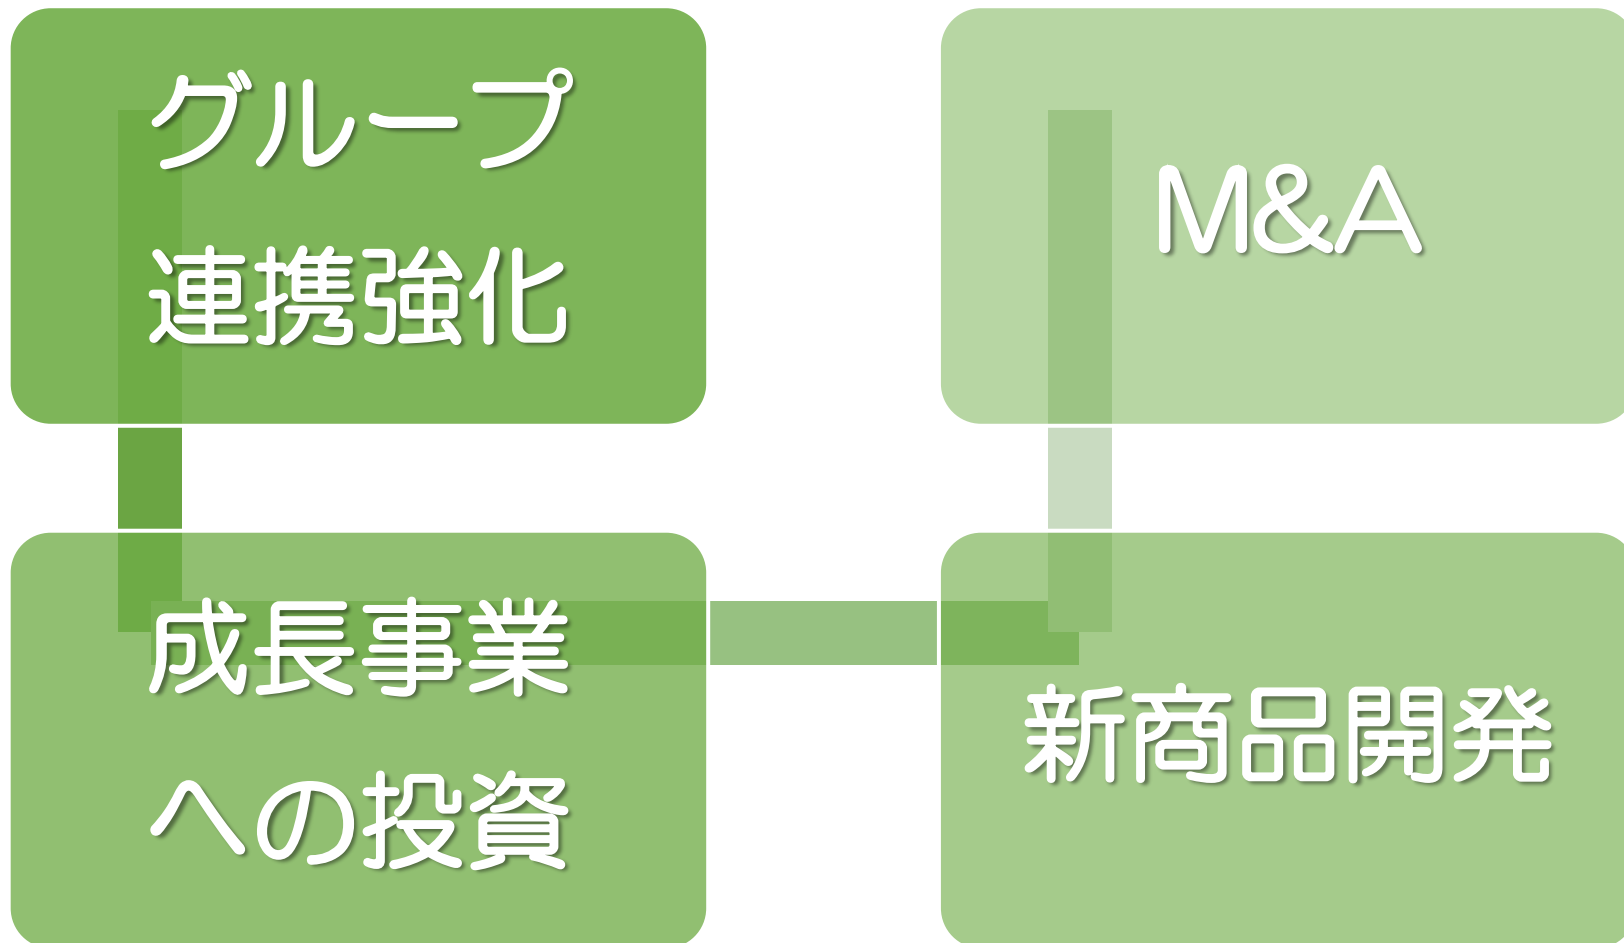 グループ
連携強化
成長事業
への投資
新商品開発
M&A